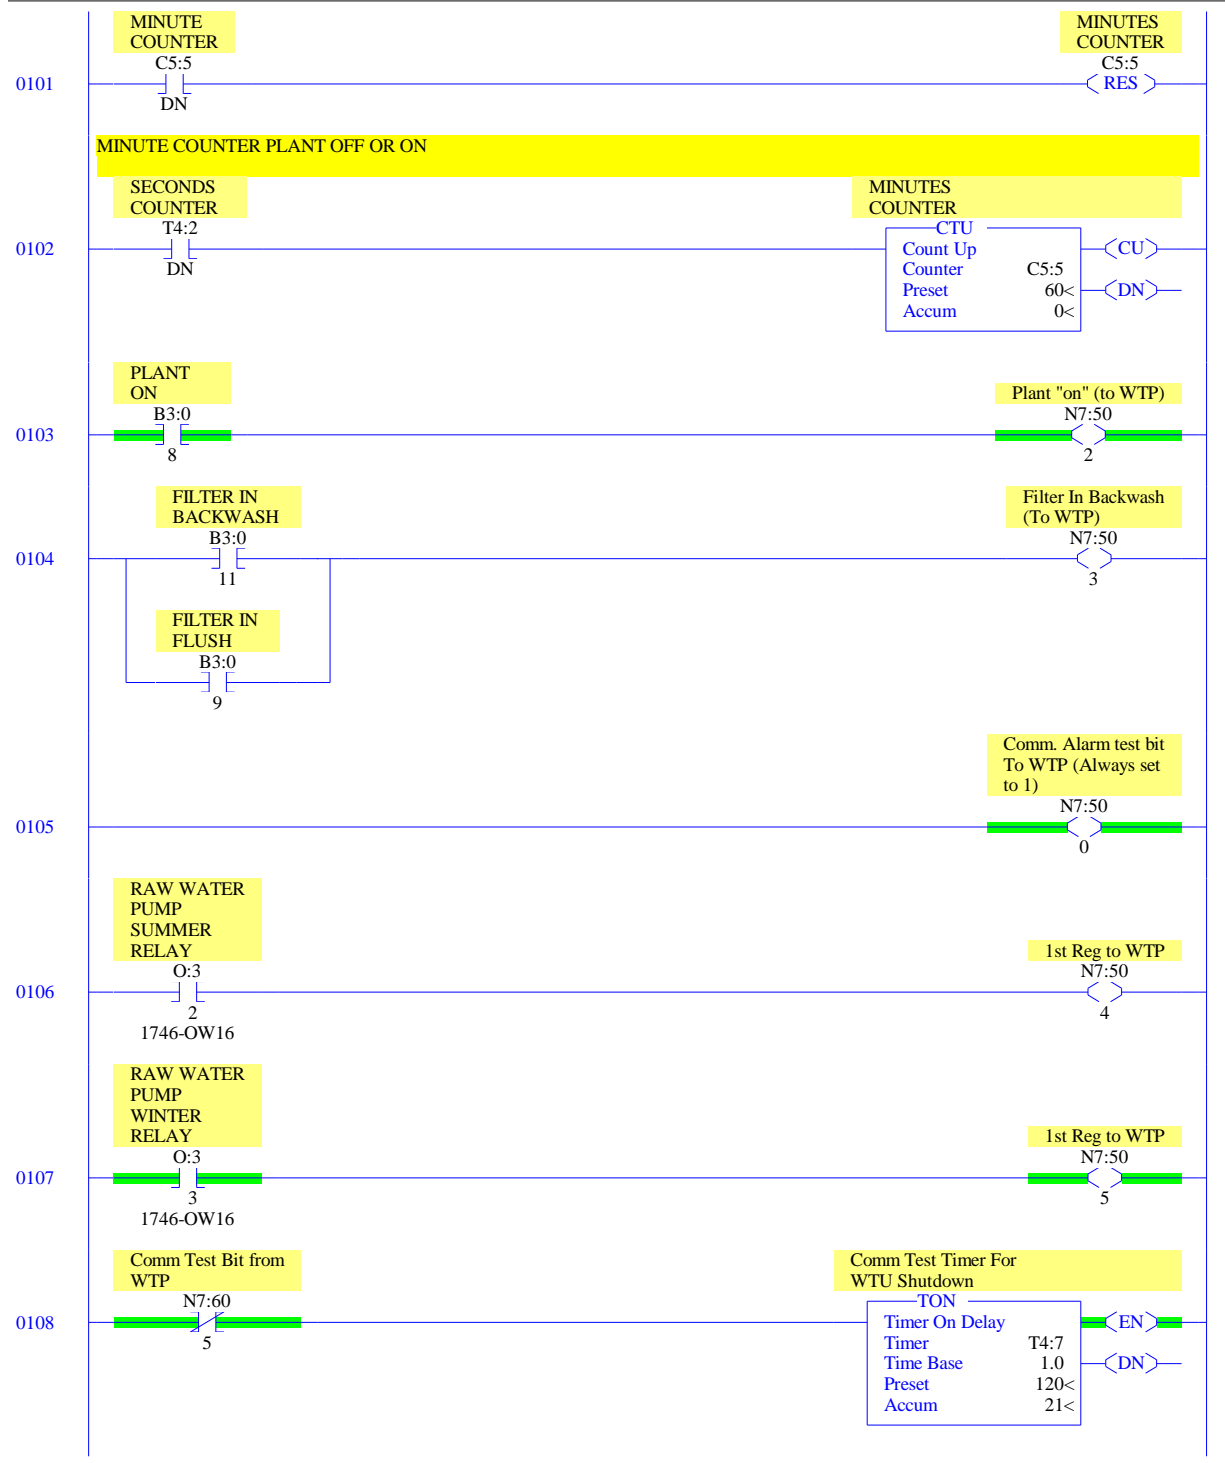 MINUTE
COUNTER
C5:5
DN
MINUTES
COUNTER
C5:5
RES
0101
MINUTE COUNTER PLANT OFF OR ON
SECONDS
COUNTER
T4:2
DN
MINUTES
COUNTER
CTU
Count Up
Counter C5:5
Preset 60<
Accum 0<
CU
DN
0102
PLANT
ON
B3:0
8
Plant "on" (to WTP)
N7:50
2
0103
FILTER IN
BACKWASH
B3:0
11
Filter In Backwash
(To WTP)
N7:50
3
0104
FILTER IN
FLUSH
B3:0
9
Comm. Alarm test bit
To WTP (Always set
to 1)
N7:50
0
0105
RAW WATER
PUMP
SUMMER
RELAY
O:3
2
1746-OW16
1st Reg to WTP
N7:50
4
0106
RAW WATER
PUMP
WINTER
RELAY
O:3
3
1746-OW16
1st Reg to WTP
N7:50
5
0107
Comm Test Bit from
WTP
N7:60
5
Comm Test Timer For
WTU Shutdown
TON
Timer On Delay
Timer T4:7
Time Base 1.0
Preset 120<
Accum 21<
EN
DN
0108